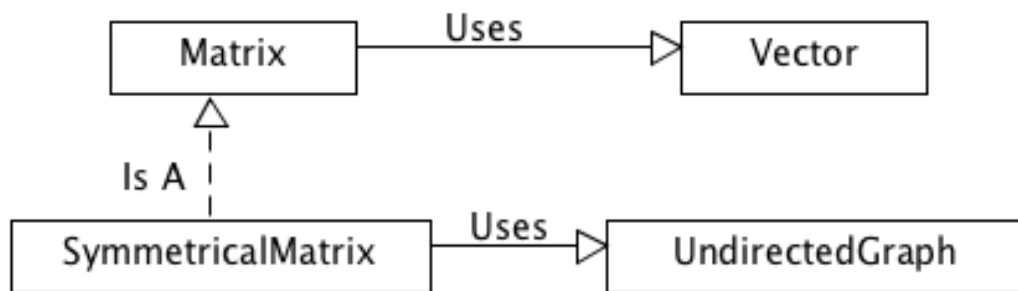 Uses
Matrix
Vector
Is A
Uses
SymmetricalMatrix
UndirectedGraph